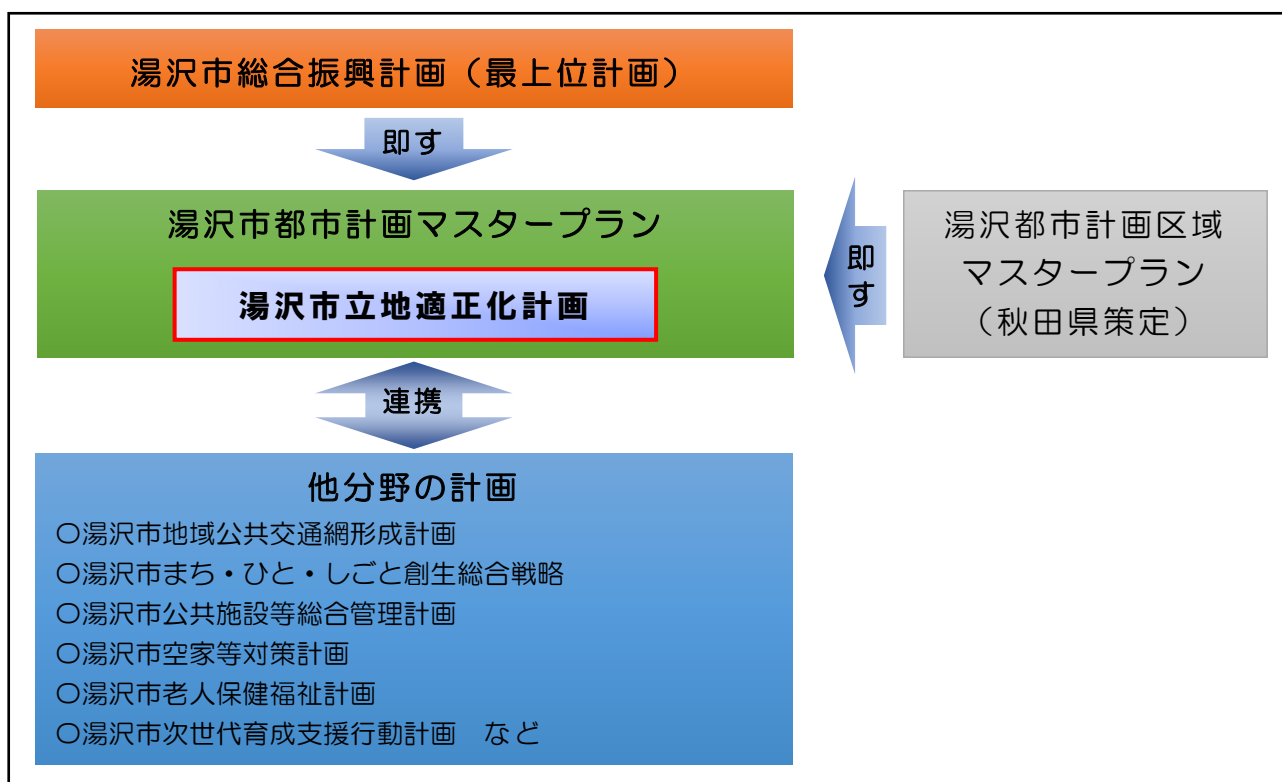 湯沢市総合振興計画（最上位計画）
即す
湯沢市都市計画マスタープラン
湯沢市立地適正化計画
即す
湯沢都市計画区域
マスタープラン
（秋田県策定）
連携
他分野の計画
〇湯沢市地域公共交通網形成計画
〇湯沢市まち・ひと・しごと創生総合戦略
〇湯沢市公共施設等総合管理計画
〇湯沢市空家等対策計画
〇湯沢市老人保健福祉計画
〇湯沢市次世代育成支援行動計画　など